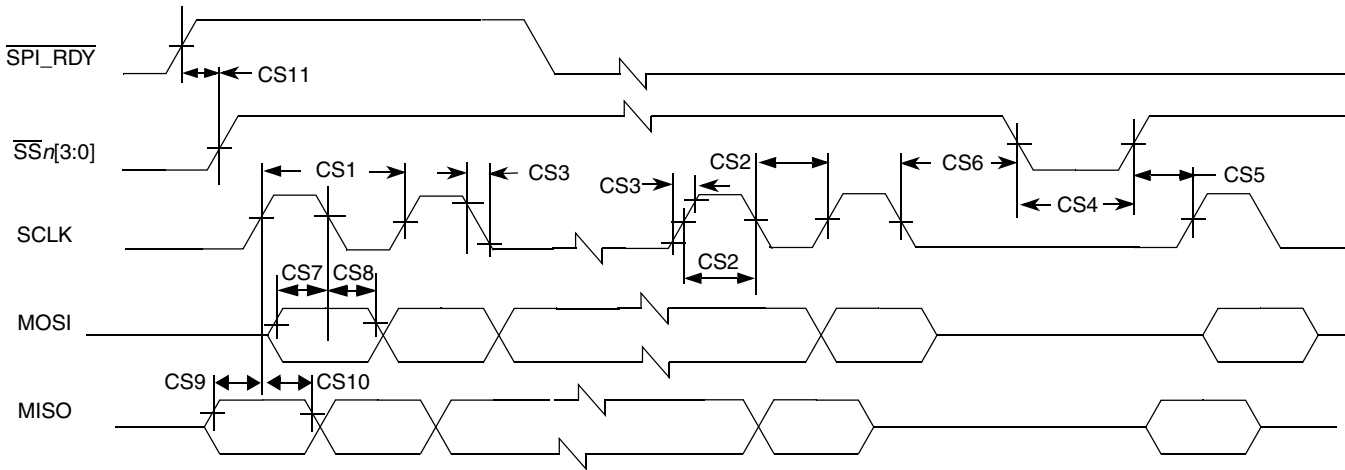 SPI_RDY
CS11
SSn[3:0]
CS1
CS3
CS3
CS2
CS6
CS5
CS4
SCLK
CS2
CS7
CS8
MOSI
CS9
CS10
MISO